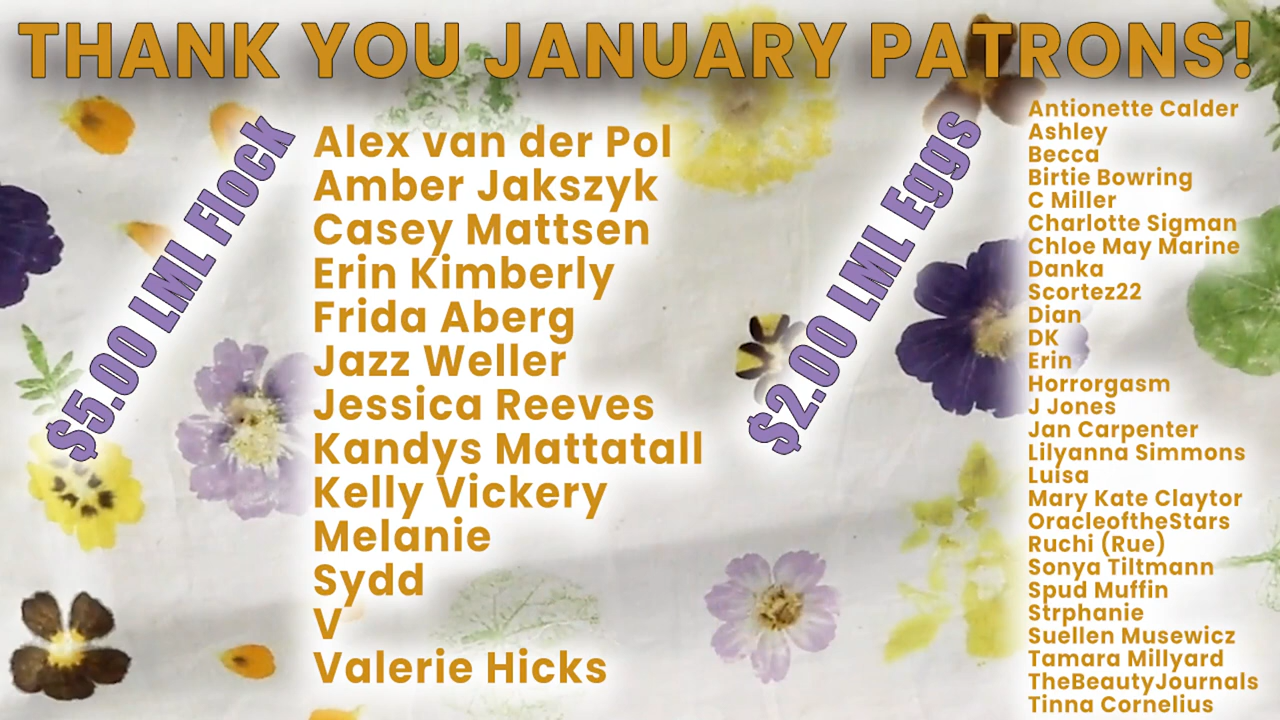 THANK YOU JANUARY PATRONS!
$5.00 LML Flock
Alex van der Pol
Amber Jakszyk
Casey Mattsen
Erin Kimberly
Frida Aberg
Jazz Weller
Jessica Reeves
Kandys Mattatall
Kelly Vickery
Melanie
Sydd
V
Valerie Hicks
$2.00 LML Eggs
Antionette Calder
Ashley
Becca
Birtie Bowring
C Miller
Charlotte Sigman
Chloe May Marine
Danka
Scortez22
Dian
DK
Erin
Horrorgasm
J Jones
Jan Carpenter
Lilyanna Simmons
Luisa
Mary Kate Claytor
OracleoftheStars
Ruchi (Rue)
Sonya Tiltmann
Spud Muffin
Strphanie
Suellen Musewicz
Tamara Millyard
TheBeautyJournals
Tinna Cornelius